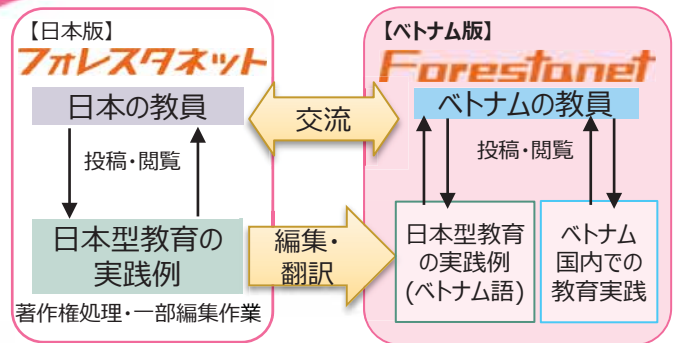 【日本版】
フォレスタネット
日本の教員
投稿・閲覧
日本型教育の
実践例
著作権処理・一部編集作業
交流
編集・
翻訳
【ベトナム版】
Forestanet
ベトナムの教員
投稿・閲覧
日本型教育
の実践例
(ベトナム語)
ベトナム
国内での
教育実践